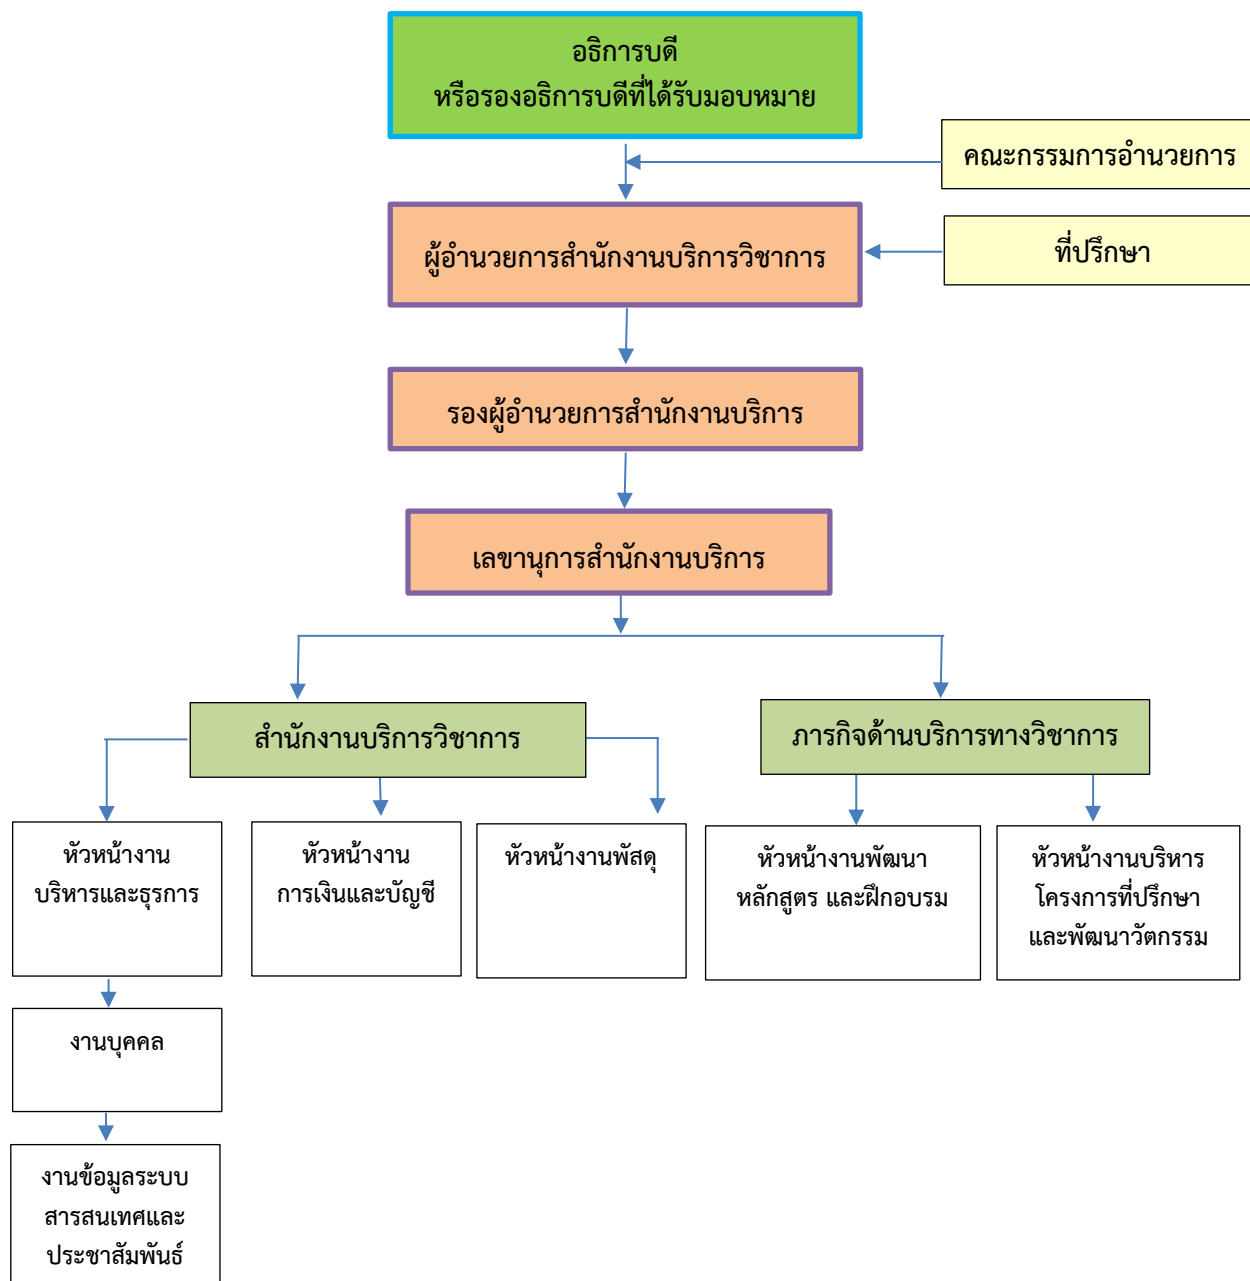 อธิการบดี
หรือรองอธิการบดีที่ได้รับมอบหมาย
คณะกรรมการอำนวยการ
ผู้อำนวยการสำนักงานบริการวิชาการ
ที่ปรึกษา
รองผู้อำนวยการสำนักงานบริการ
เลขานุการสำนักงานบริการ
สำนักงานบริการวิชาการ
ภารกิจด้านบริการทางวิชาการ
หัวหน้างาน
บริหารและธุรการ
หัวหน้างาน
การเงินและบัญชี
หัวหน้างานพัสดุ
หัวหน้างานพัฒนา
หลักสูตร และฝึกอบรม
หัวหน้างานบริหาร
โครงการที่ปรึกษา
และพัฒนาวัตกรรม
งานบุคคล
งานข้อมูลระบบ
สารสนเทศและ
ประชาสัมพันธ์